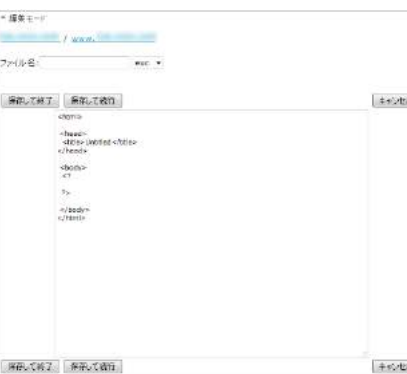 編集モード
/ www.
ファイル名:
euc
保存して終了 保存して続行 キャンセ
<html>
<head>
<title> Untitled </title>
</head>
<body>
<?
?>
</body>
</html>
保存して終了 保存して続行 キャンセ